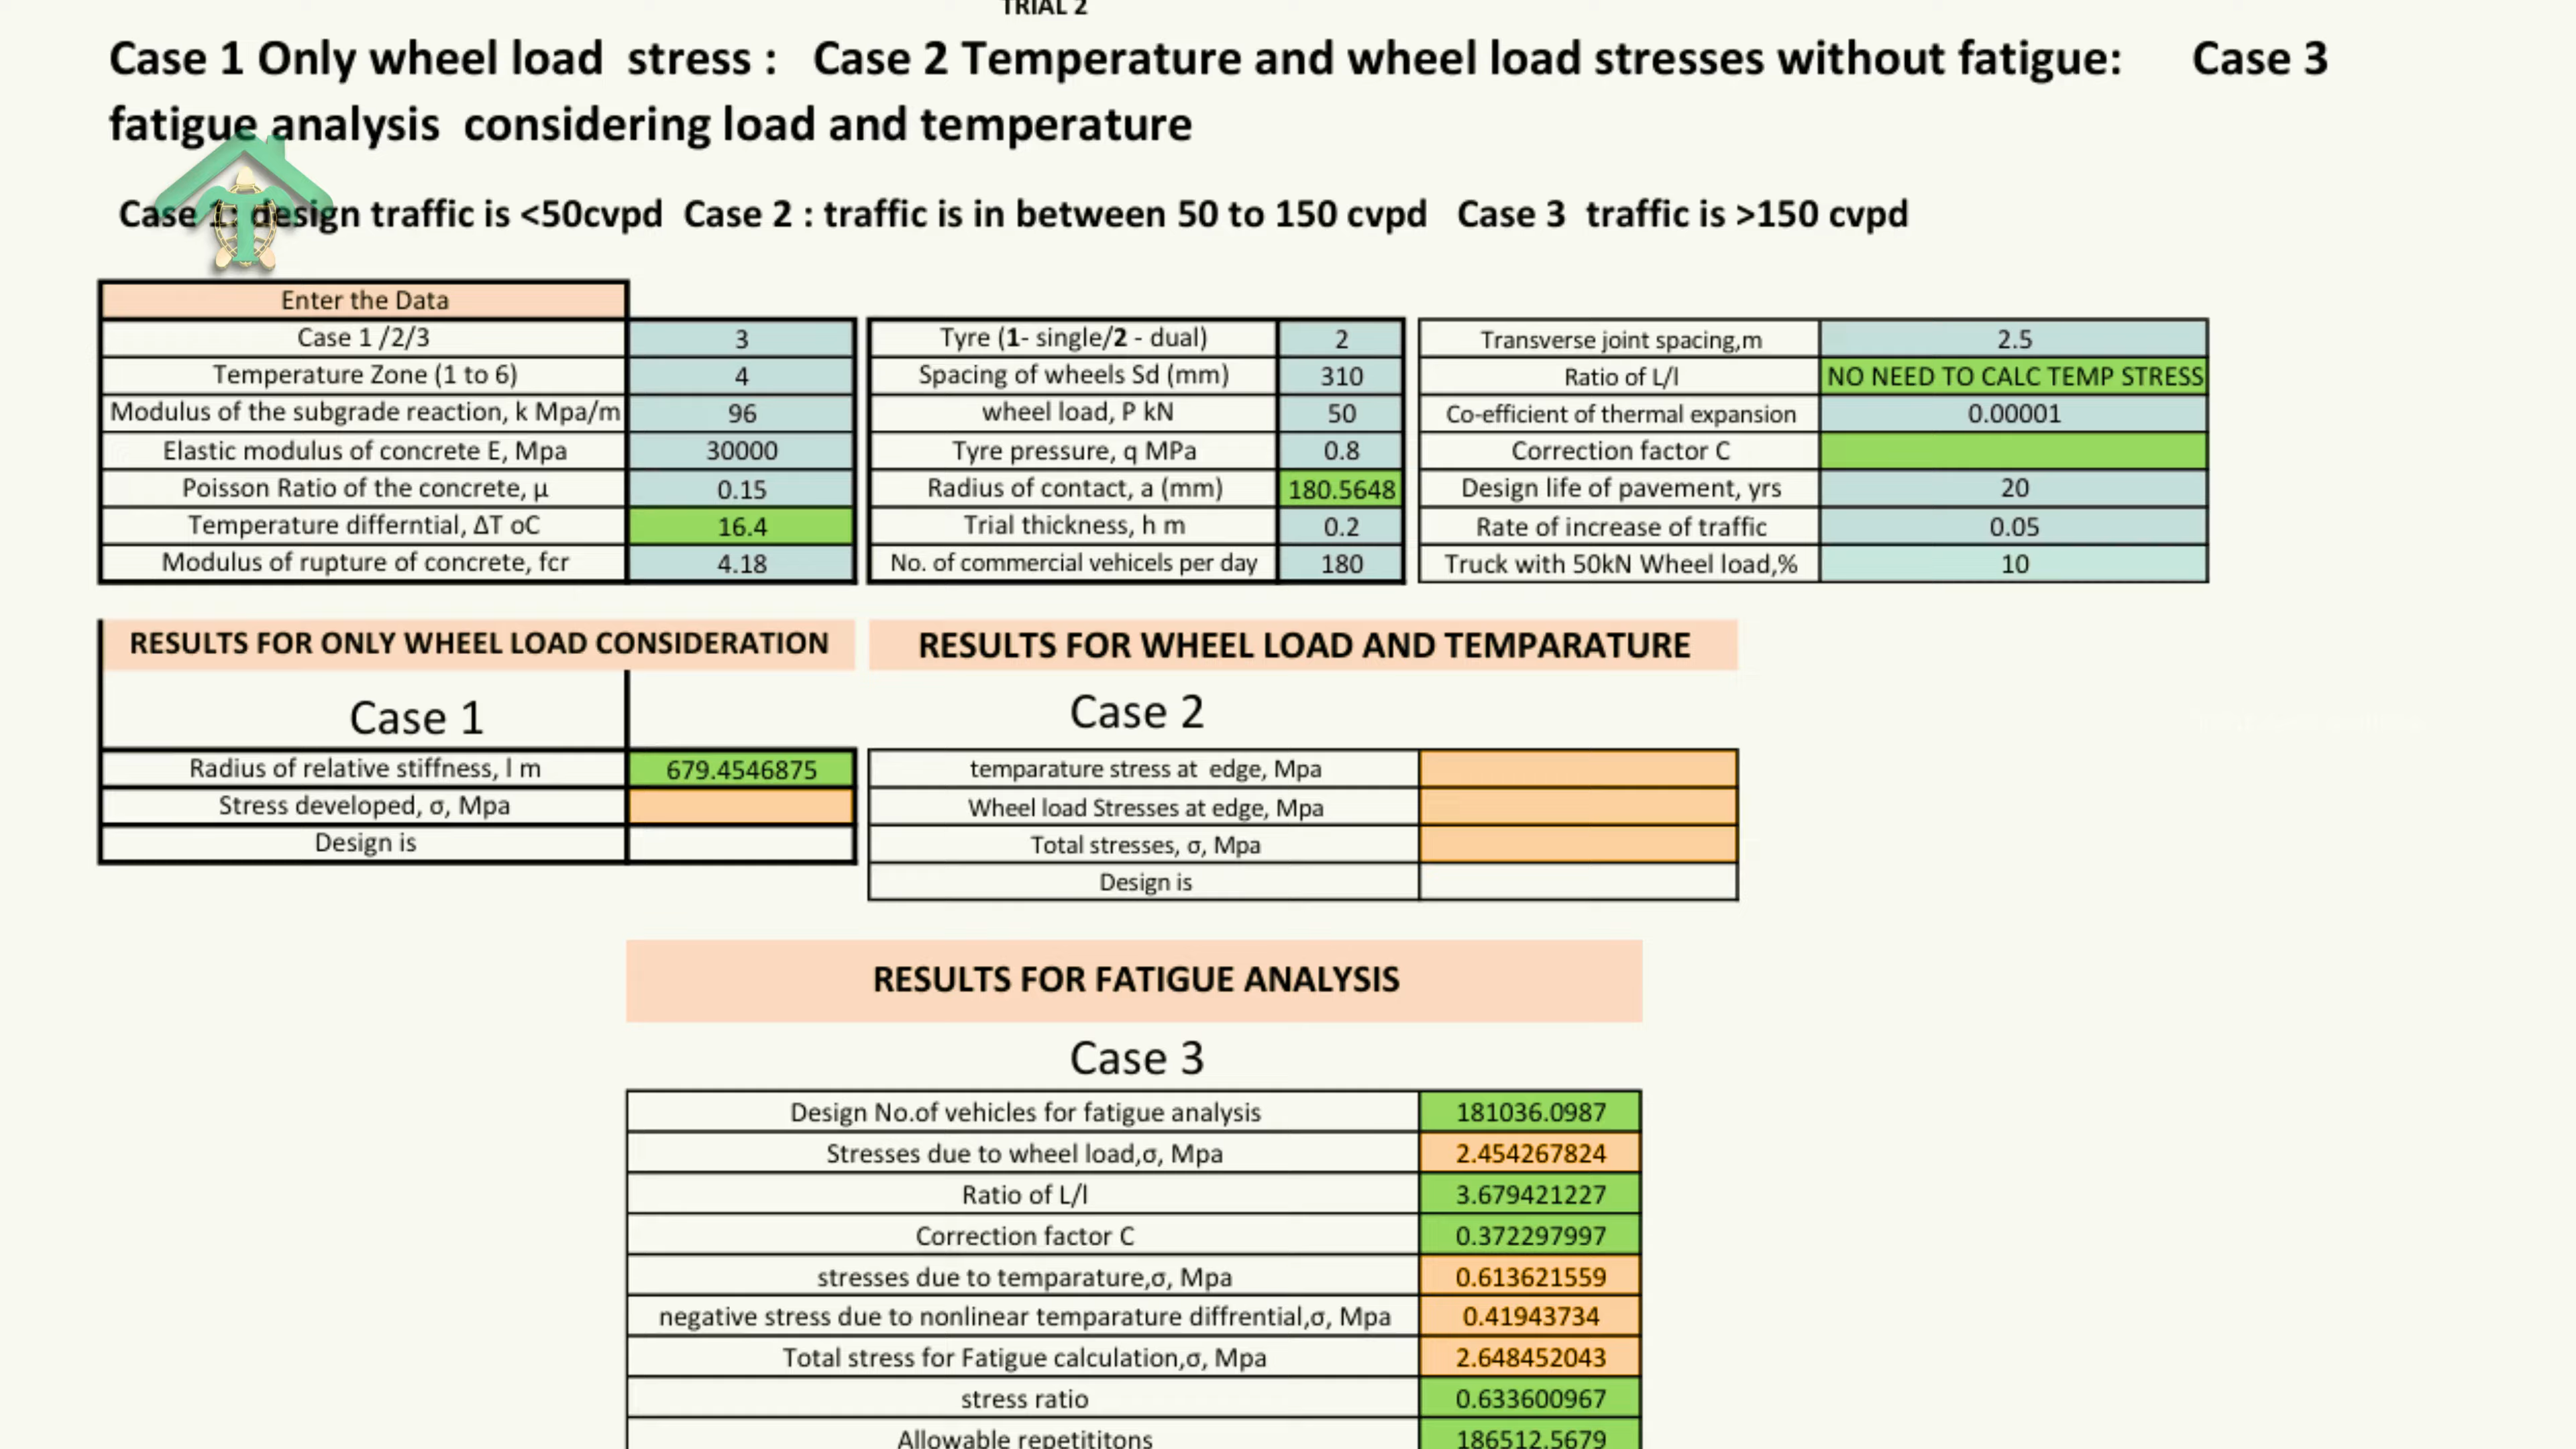 TRIAL 2
Case 1 Only wheel load stress : Case 2 Temperature and wheel load stresses without fatigue: Case 3
fatigue analysis considering load and temperature
Case 1: design traffic is <50cvpd Case 2 : traffic is in between 50 to 150 cvpd Case 3 traffic is >150 cvpd
Enter the Data
Case 1 /2/3 3 Tyre (1- single/2 - dual) 2 Transverse joint spacing,m 2.5
Temperature Zone (1 to 6) 4 Spacing of wheels Sd (mm) 310 Ratio of L/l NO NEED TO CALC TEMP STRESS
Modulus of the subgrade reaction, k Mpa/m 96 wheel load, P kN 50 Co-efficient of thermal expansion 0.00001
Elastic modulus of concrete E, Mpa 30000 Tyre pressure, q MPa 0.8 Correction factor C
Poisson Ratio of the concrete, μ 0.15 Radius of contact, a (mm) 180.5648 Design life of pavement, yrs 20
Temperature differntial, ΔT oC 16.4 Trial thickness, h m 0.2 Rate of increase of traffic 0.05
Modulus of rupture of concrete, fcr 4.18 No. of commercial vehicels per day 180 Truck with 50kN Wheel load,% 10
RESULTS FOR ONLY WHEEL LOAD CONSIDERATION RESULTS FOR WHEEL LOAD AND TEMPARATURE
Case 1 Case 2
Radius of relative stiffness, l m 679.4546875 temparature stress at edge, Mpa
Stress developed, σ, Mpa Wheel load Stresses at edge, Mpa
Design is Total stresses, σ, Mpa
Design is
RESULTS FOR FATIGUE ANALYSIS
Case 3
Design No.of vehicles for fatigue analysis 181036.0987
Stresses due to wheel load,σ, Mpa 2.454267824
Ratio of L/l 3.679421227
Correction factor C 0.372297997
stresses due to temparature,σ, Mpa 0.613621559
negative stress due to nonlinear temparature diffrential,σ, Mpa 0.41943734
Total stress for Fatigue calculation,σ, Mpa 2.648452043
stress ratio 0.633600967
Allowable repetititons 186512.5679